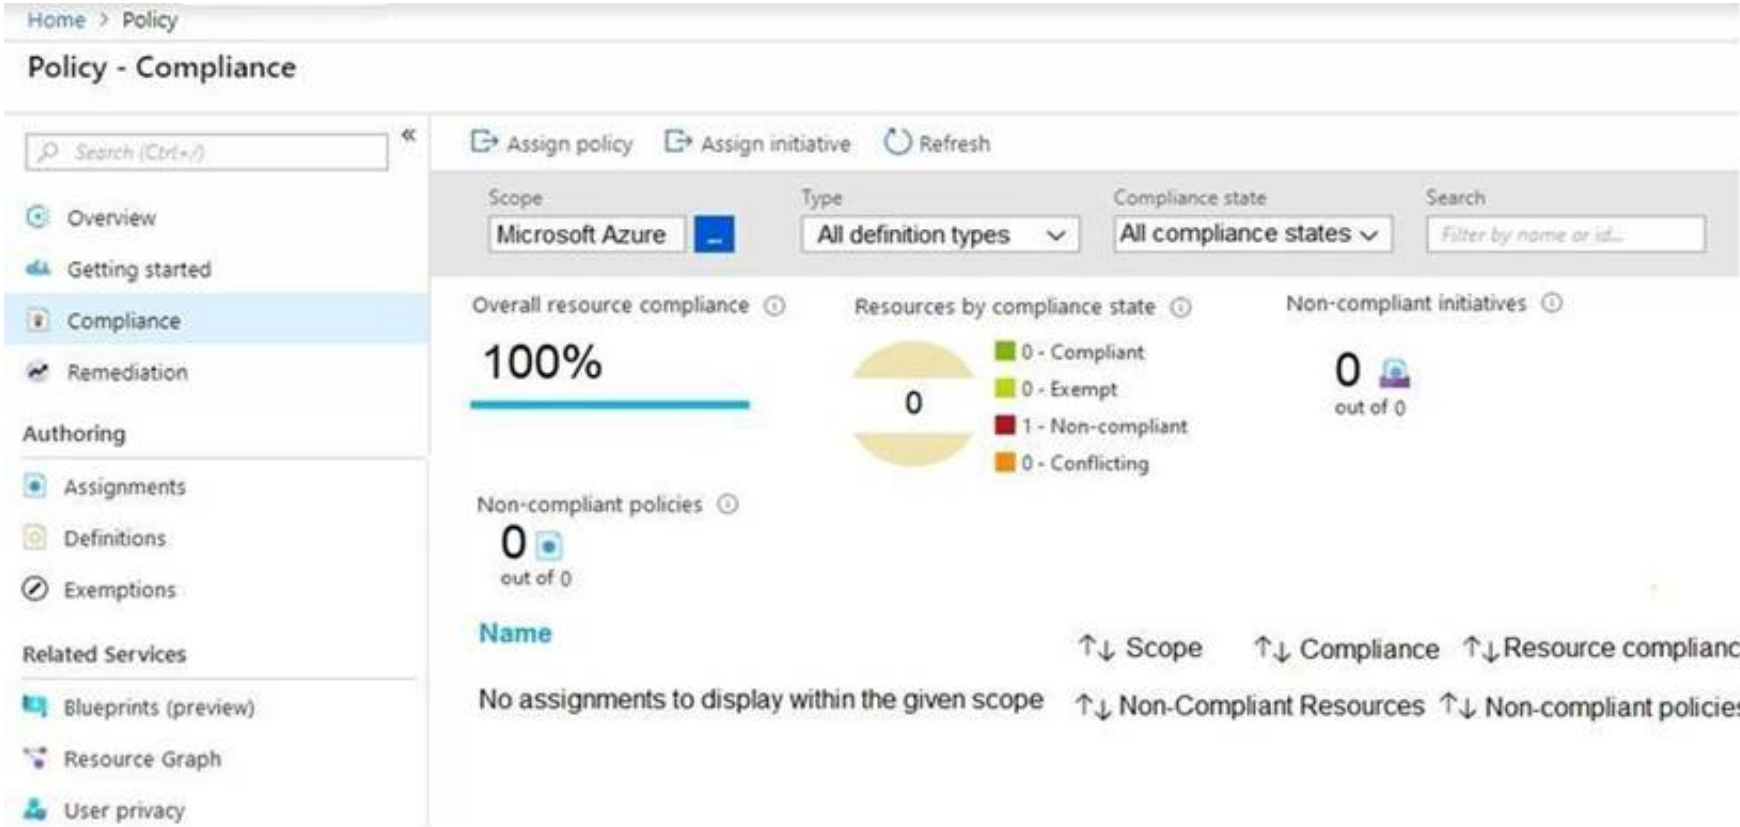 Home > Policy
Policy - Compliance
Search (Ctrl+/)
«
Overview
Getting started
Compliance
Remediation
Authoring
Assignments
Definitions
Exemptions
Related Services
Blueprints (preview)
Resource Graph
User privacy
Assign policy Assign initiative Refresh
Scope Type Compliance state Search
Microsoft Azure ... All definition types All compliance states Filter by name or id...
Overall resource compliance
100%
Resources by compliance state
0
0 - Compliant
0 - Exempt
1 - Non-compliant
0 - Conflicting
Non-compliant initiatives
0
out of 0
Non-compliant policies
0
out of 0
Name ↑↓ Scope ↑↓ Compliance ↑↓ Resource complianc
No assignments to display within the given scope ↑↓ Non-Compliant Resources ↑↓ Non-compliant policies